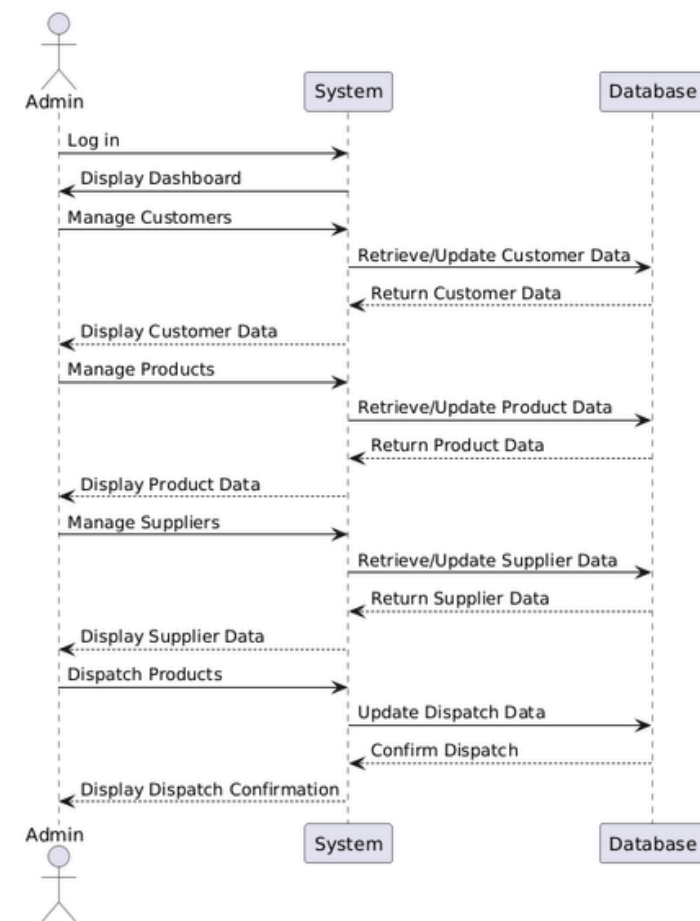 Admin
System
Database
Log in
Display Dashboard
Manage Customers
Retrieve/Update Customer Data
Return Customer Data
Display Customer Data
Manage Products
Retrieve/Update Product Data
Return Product Data
Display Product Data
Manage Suppliers
Retrieve/Update Supplier Data
Return Supplier Data
Display Supplier Data
Dispatch Products
Update Dispatch Data
Confirm Dispatch
Display Dispatch Confirmation
Admin
System
Database